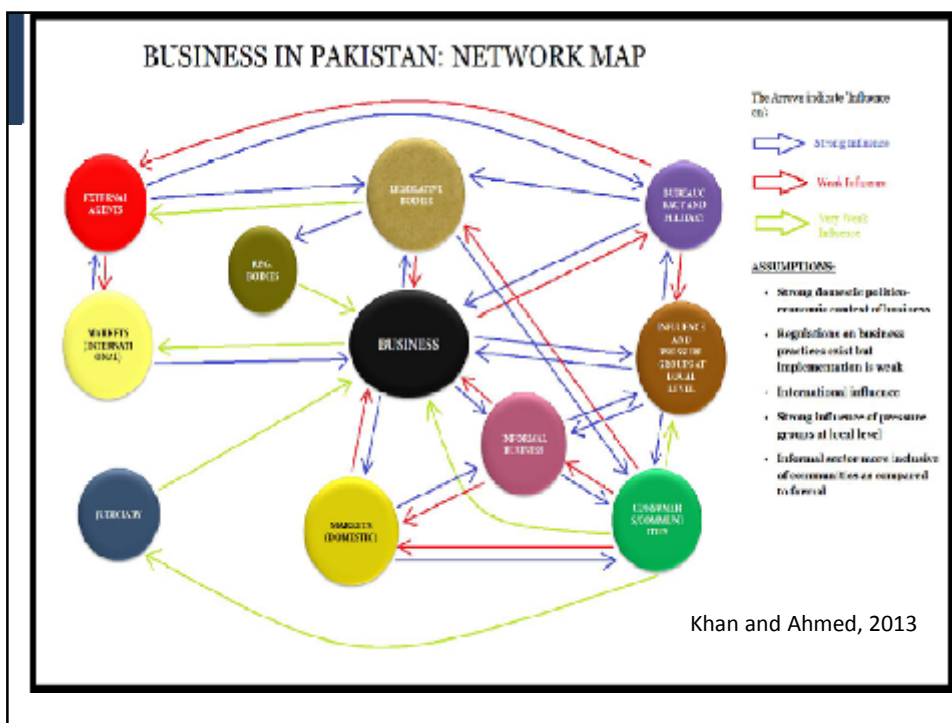 BUSINESS IN PAKISTAN: NETWORK MAP
The Arrows indicate 'Influence
on':
Strong Influence
Weak Influence
Very Weak
Influence
ASSUMPTIONS:
• Strong domestic politico-
economic context of business
• Regulations on business
practices exist but
implementation is weak
• International influence
• Strong influence of pressure
groups at local level
• Informal sector more inclusive
of communities as compared
to formal
EXTERNAL
AGENTS
LEGISLATIVE
BODIES
BUREAUC
RACY AND
MILITARY
REG.
BODIES
MARKETS
(INTERNATI
ONAL)
BUSINESS
INFLUENCE
AND
PRESSURE
GROUPS AT
LOCAL
LEVEL
INFORMAL
BUSINESS
JUDICIARY
MARKETS
(DOMESTIC)
CONSUMER
S/COMMUNI
TIES
Khan and Ahmed, 2013